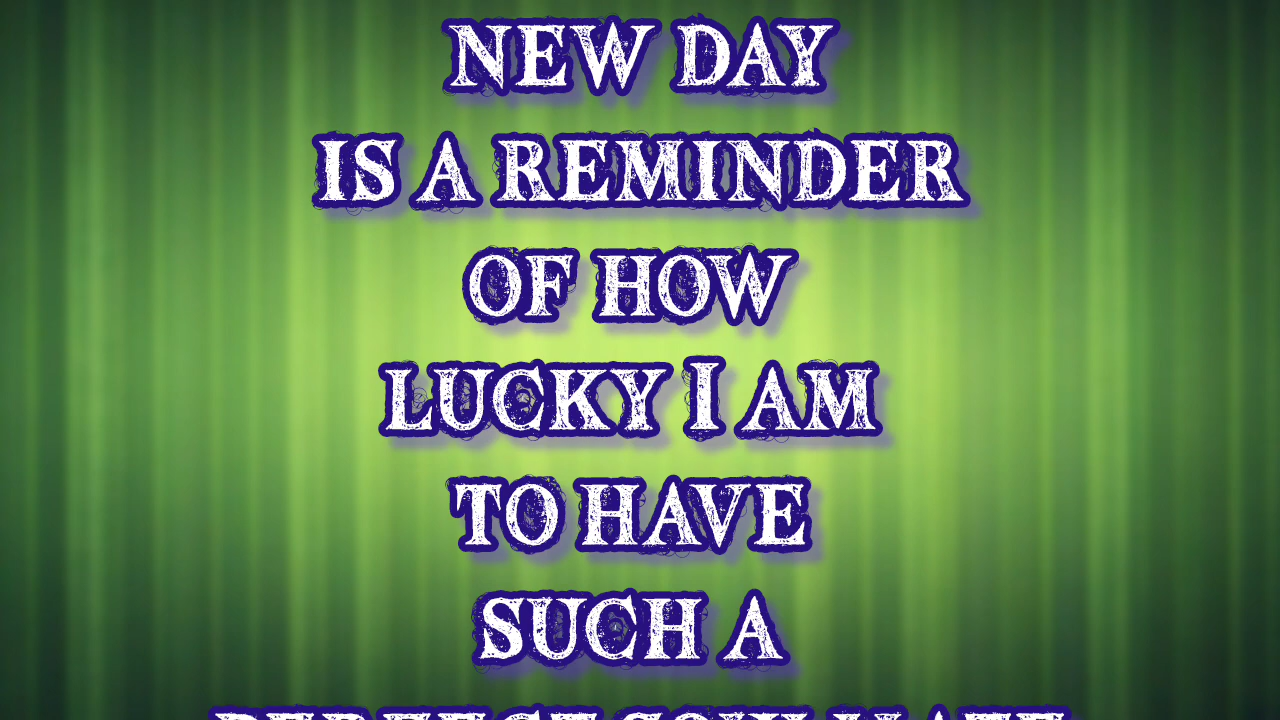 NEW DAY
IS A REMINDER
OF HOW
LUCKY I AM
TO HAVE
SUCH A